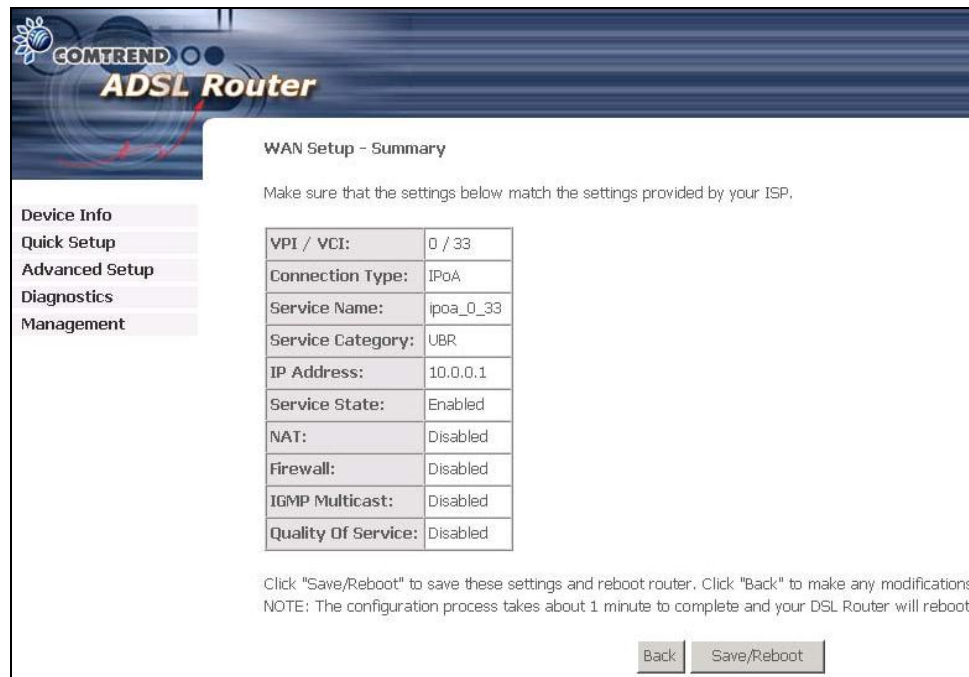 COMTREND
ADSL Router
Device Info
Quick Setup
Advanced Setup
Diagnostics
Management
WAN Setup - Summary
Make sure that the settings below match the settings provided by your ISP.
VPI / VCI: 0 / 33
Connection Type: IPoA
Service Name: ipoa_0_33
Service Category: UBR
IP Address: 10.0.0.1
Service State: Enabled
NAT: Disabled
Firewall: Disabled
IGMP Multicast: Disabled
Quality Of Service: Disabled
Click "Save/Reboot" to save these settings and reboot router. Click "Back" to make any modifications
NOTE: The configuration process takes about 1 minute to complete and your DSL Router will reboot
Back Save/Reboot